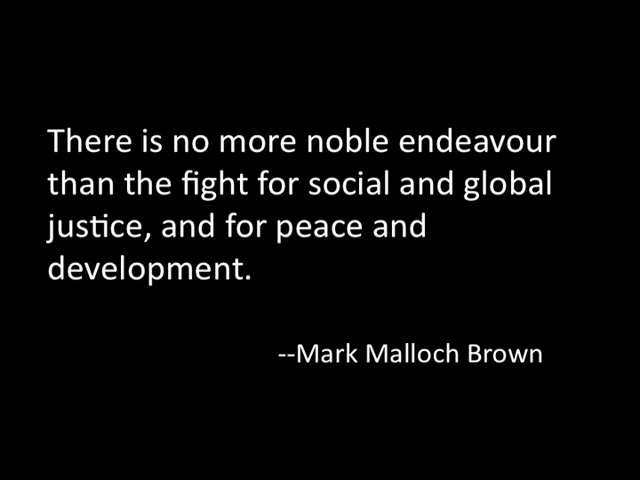 There is no more noble endeavour
than the fight for social and global
justice, and for peace and
development.
--Mark Malloch Brown